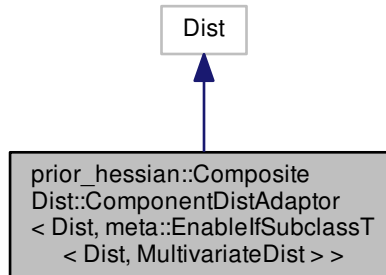 Dist
prior_hessian::Composite
Dist::ComponentDistAdaptor
< Dist, meta::EnableIfSubclassT
< Dist, MultivariateDist > >